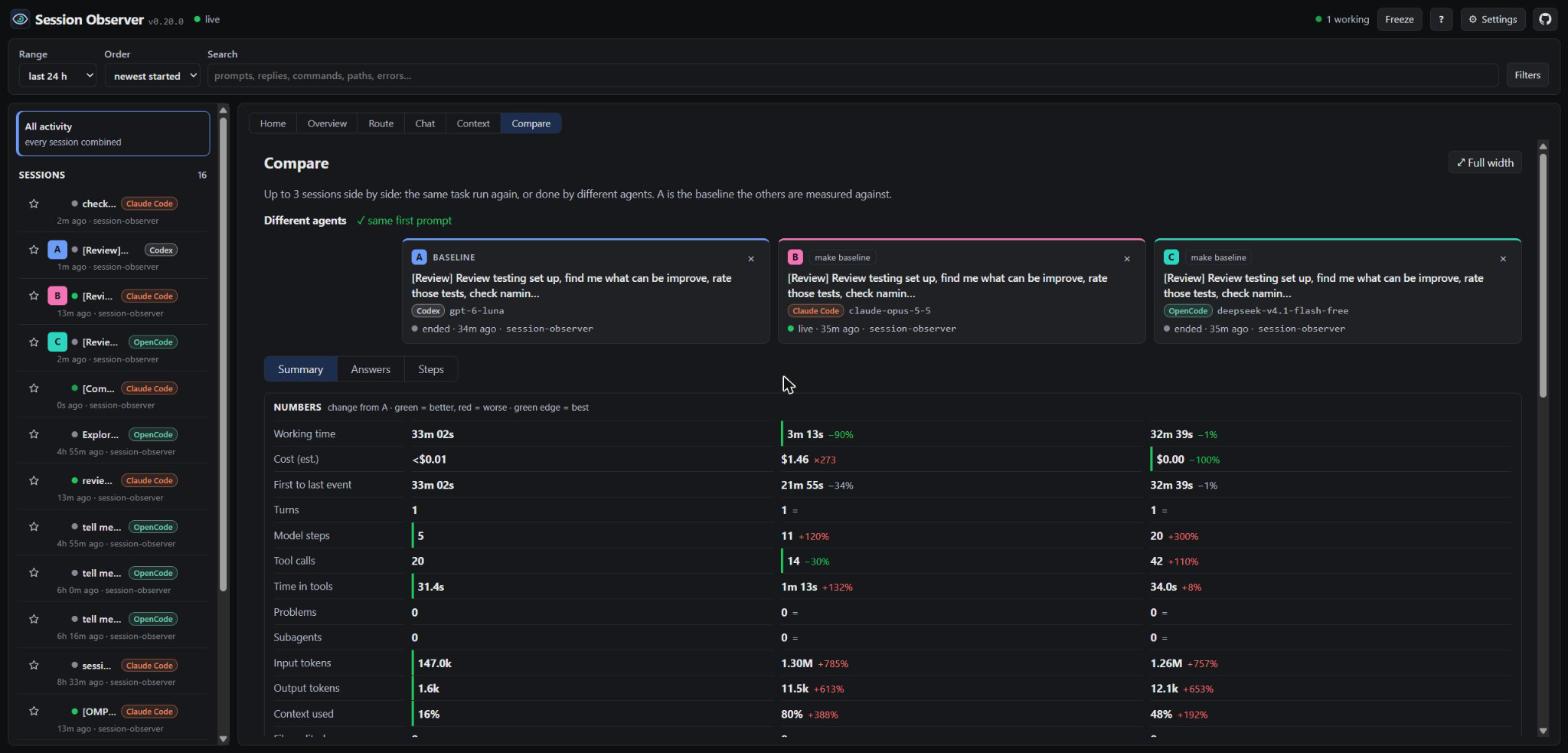 Session Observer v0.20.0 live
1 working Freeze ? Settings
Range Order Search
last 24 h newest started prompts, replies, commands, paths, errors... Filters
All activity
every session combined
SESSIONS 16
check... Claude Code
2m ago · session-observer
A [Review]... Codex
1m ago · session-observer
B [Revi... Claude Code
13m ago · session-observer
C [Revie... OpenCode
2m ago · session-observer
[Com... Claude Code
0s ago · session-observer
Explor... OpenCode
4h 55m ago · session-observer
revie... Claude Code
13m ago · session-observer
tell me... OpenCode
4h 55m ago · session-observer
tell me... OpenCode
6h 0m ago · session-observer
tell me... OpenCode
6h 16m ago · session-observer
sessi... Claude Code
8h 33m ago · session-observer
[OMP... Claude Code
13m ago · session-observer
Home Overview Route Chat Context Compare
Compare
Full width
Up to 3 sessions side by side: the same task run again, or done by different agents. A is the baseline the others are measured against.
Different agents ✓ same first prompt
A BASELINE ×
[Review] Review testing set up, find me what can be improve, rate
those tests, check namin...
Codex gpt-6-luna
ended · 34m ago · session-observer
B make baseline ×
[Review] Review testing set up, find me what can be improve, rate
those tests, check namin...
Claude Code claude-opus-5-5
live · 35m ago · session-observer
C make baseline ×
[Review] Review testing set up, find me what can be improve, rate
those tests, check namin...
OpenCode deepseek-v4.1-flash-free
ended · 35m ago · session-observer
Summary Answers Steps
NUMBERS change from A · green = better, red = worse · green edge = best
Working time 33m 02s 3m 13s −90% 32m 39s −1%
Cost (est.) <$0.01 $1.46 ×273 $0.00 −100%
First to last event 33m 02s 21m 55s −34% 32m 39s −1%
Turns 1 1 = 1 =
Model steps 5 11 +120% 20 +300%
Tool calls 20 14 −30% 42 +110%
Time in tools 31.4s 1m 13s +132% 34.0s +8%
Problems 0 0 = 0 =
Subagents 0 0 = 0 =
Input tokens 147.0k 1.30M +785% 1.26M +757%
Output tokens 1.6k 11.5k +613% 12.1k +653%
Context used 16% 80% +388% 48% +192%